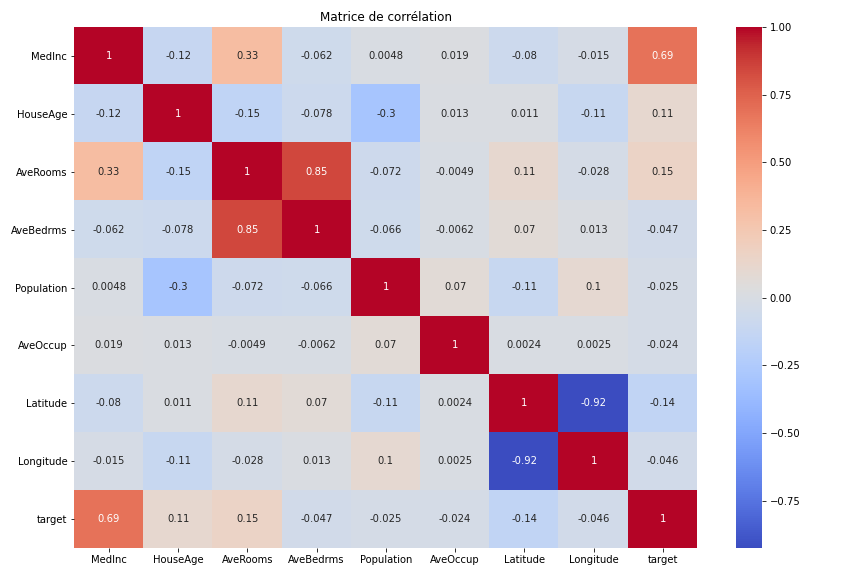 Matrice de corrélation
MedInc 1 -0.12 0.33 -0.062 0.0048 0.019 -0.08 -0.015 0.69
HouseAge -0.12 1 -0.15 -0.078 -0.3 0.013 0.011 -0.11 0.11
AveRooms 0.33 -0.15 1 0.85 -0.072 -0.0049 0.11 -0.028 0.15
AveBedrms -0.062 -0.078 0.85 1 -0.066 -0.0062 0.07 0.013 -0.047
Population 0.0048 -0.3 -0.072 -0.066 1 0.07 -0.11 0.1 -0.025
AveOccup 0.019 0.013 -0.0049 -0.0062 0.07 1 0.0024 0.0025 -0.024
Latitude -0.08 0.011 0.11 0.07 -0.11 0.0024 1 -0.92 -0.14
Longitude -0.015 -0.11 -0.028 0.013 0.1 0.0025 -0.92 1 -0.046
target 0.69 0.11 0.15 -0.047 -0.025 -0.024 -0.14 -0.046 1
MedInc HouseAge AveRooms AveBedrms Population AveOccup Latitude Longitude target
1.00
0.75
0.50
0.25
0.00
−0.25
−0.50
−0.75